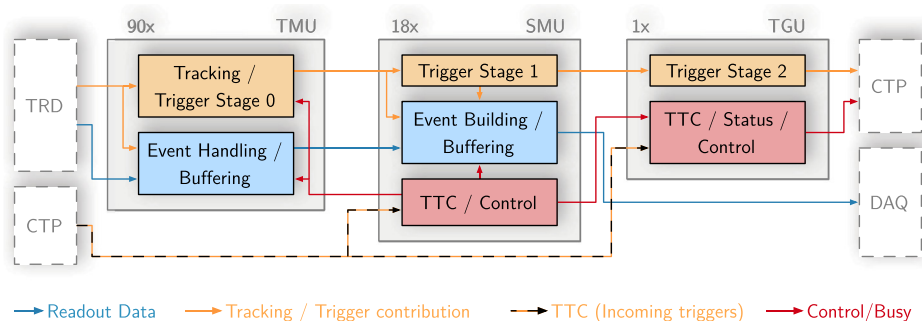 90x TMU
18x SMU
1x TGU
TRD
Tracking /
Trigger Stage 0
Trigger Stage 1
Trigger Stage 2
CTP
Event Handling /
Buffering
Event Building /
Buffering
TTC / Status /
Control
CTP
TTC / Control
DAQ
Readout Data
Tracking / Trigger contribution
TTC (Incoming triggers)
Control/Busy